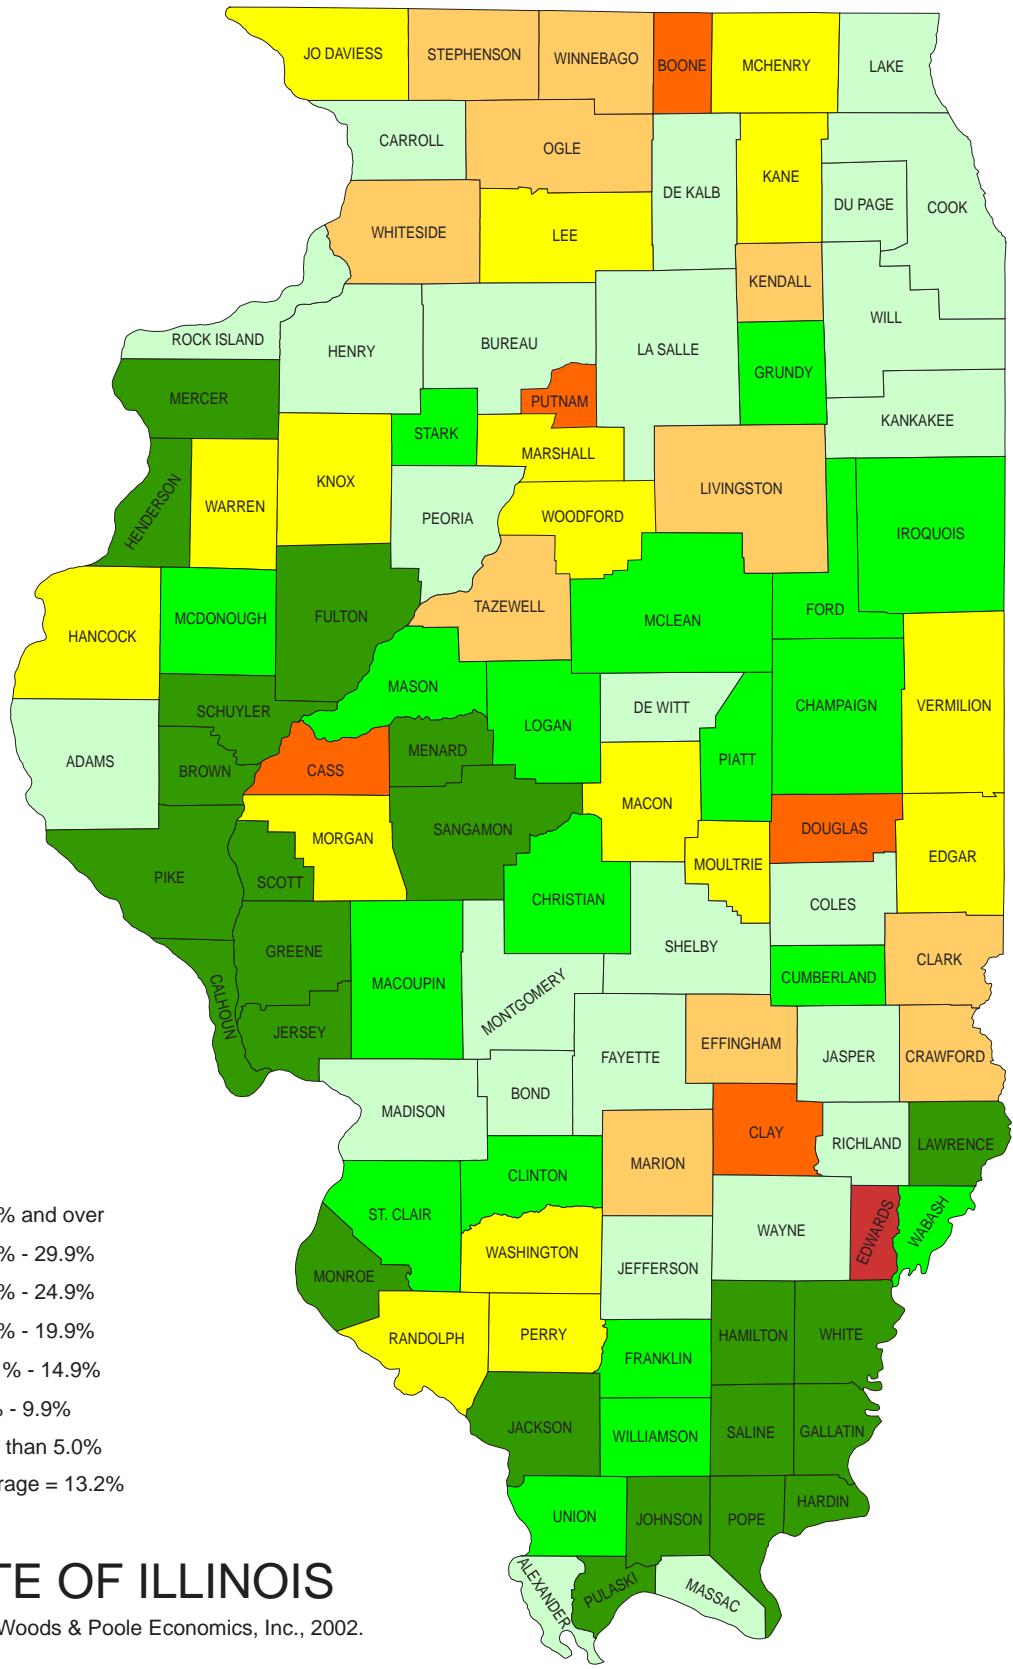 JO DAVIESS
STEPHENSON
WINNEBAGO
BOONE
MCHENRY
LAKE
CARROLL
OGLE
DE KALB
KANE
DU PAGE
COOK
WHITESIDE
LEE
KENDALL
WILL
ROCK ISLAND
HENRY
BUREAU
LA SALLE
GRUNDY
KANKAKEE
MERCER
PUTNAM
STARK
MARSHALL
LIVINGSTON
HENDERSON
WARREN
KNOX
PEORIA
WOODFORD
IROQUOIS
HANCOCK
MCDONOUGH
FULTON
TAZEWELL
MCLEAN
FORD
MASON
SCHUYLER
LOGAN
DE WITT
CHAMPAIGN
VERMILION
ADAMS
BROWN
CASS
MENARD
PIATT
MACON
SANGAMON
DOUGLAS
MORGAN
MOULTRIE
EDGAR
PIKE
SCOTT
CHRISTIAN
COLES
GREENE
SHELBY
CLARK
CALHOUN
MACOUPIN
MONTGOMERY
CUMBERLAND
JERSEY
FAYETTE
EFFINGHAM
JASPER
CRAWFORD
MADISON
BOND
CLAY
RICHLAND
LAWRENCE
MARION
CLINTON
ST. CLAIR
WAYNE
EDWARDS
WABASH
WASHINGTON
JEFFERSON
MONROE
RANDOLPH
PERRY
FRANKLIN
HAMILTON
WHITE
JACKSON
WILLIAMSON
SALINE
GALLATIN
UNION
JOHNSON
POPE
HARDIN
ALEXANDER
PULASKI
MASSAC
% and over
% - 29.9%
% - 24.9%
% - 19.9%
% - 14.9%
% - 9.9%
than 5.0%
rage = 13.2%
TE OF ILLINOIS
Woods & Poole Economics, Inc., 2002.